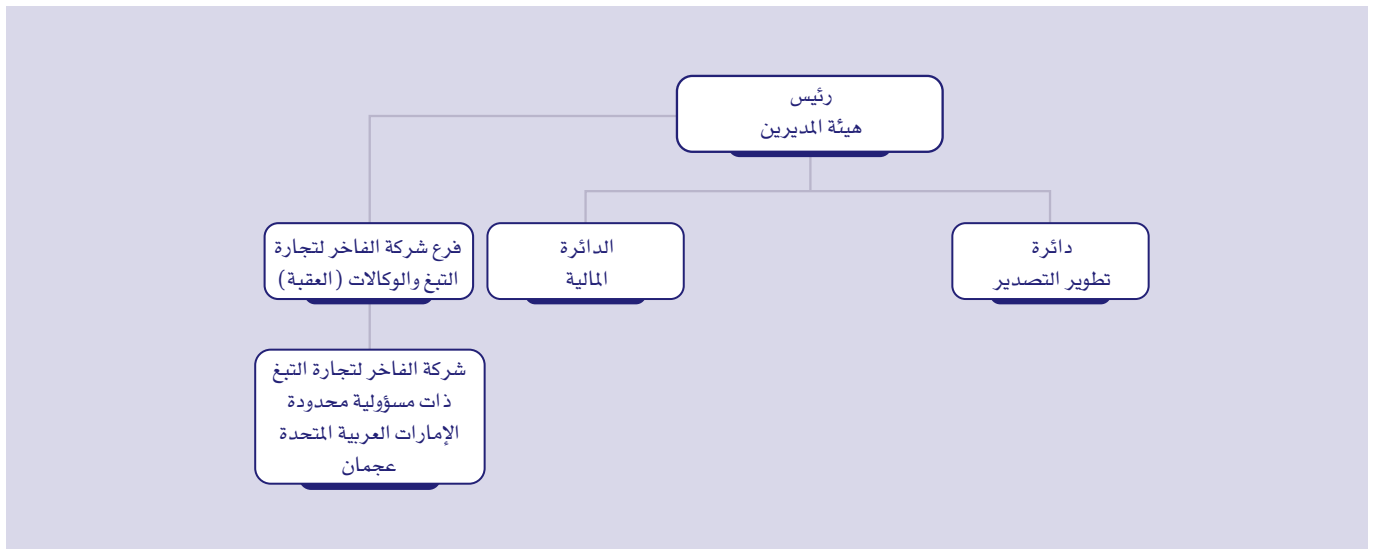 رئيس
هيئة المديرين
دائرة
تطوير التصدير
الدائرة
المالية
فرع شركة الفاخر لتجارة
التبغ والوكالات (العقبة)
شركة الفاخر لتجارة التبغ
ذات مسؤولية محدودة
الإمارات العربية المتحدة
عجمان